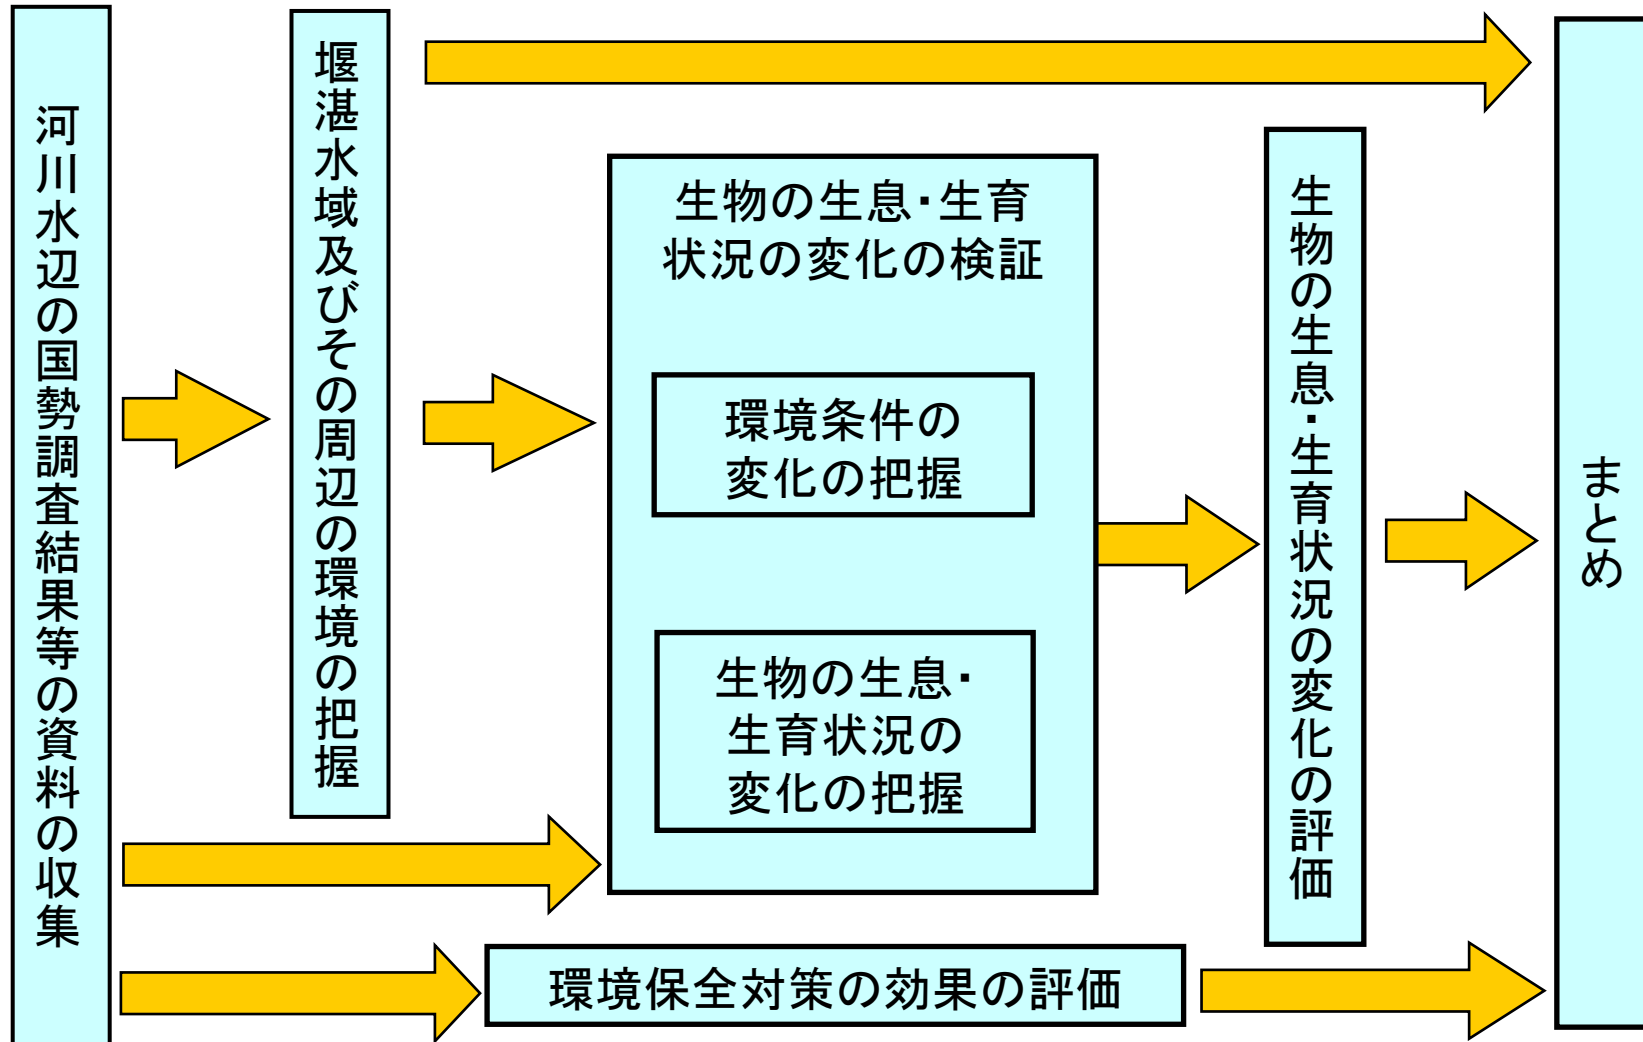 河川水辺の国勢調査結果等の資料の収集
堰湛水域及びその周辺の環境の把握
生物の生息・生育
状況の変化の検証
環境条件の
変化の把握
生物の生息・
生育状況の
変化の把握
生物の生息・生育状況の変化の評価
環境保全対策の効果の評価
まとめ